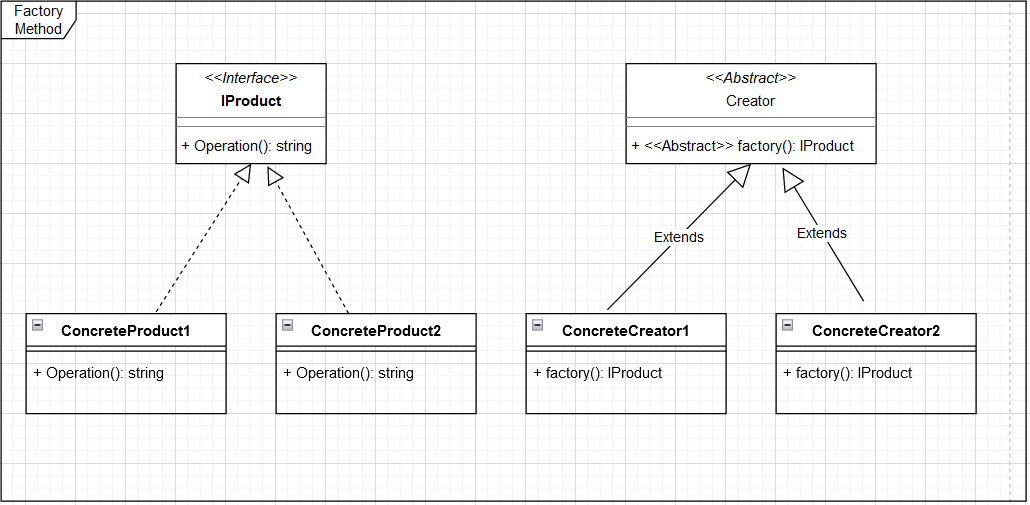 Factory
Method
<<Interface>>
IProduct
+ Operation(): string
<<Abstract>>
Creator
+ <<Abstract>> factory(): IProduct
Extends
Extends
ConcreteProduct1
+ Operation(): string
ConcreteProduct2
+ Operation(): string
ConcreteCreator1
+ factory(): IProduct
ConcreteCreator2
+ factory(): IProduct